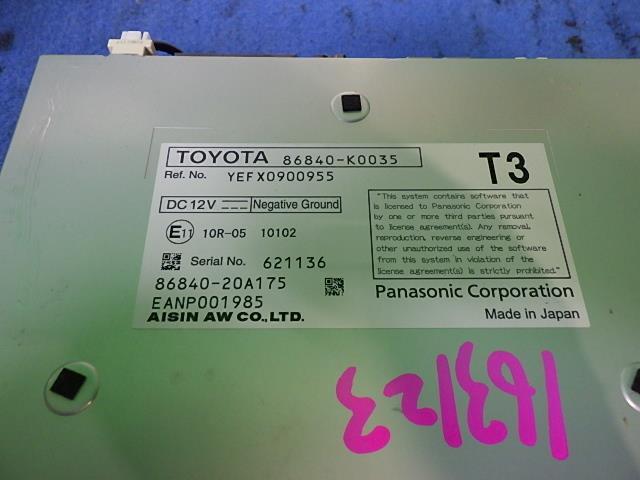 TOYOTA 86840-K0035
T3
Ref. No. YEFX0900955
DC 12V Negative Ground
E11 10R-05 10102
Serial No. 621136
86840-20A175
EANP001985
AISIN AW CO.,LTD.
"This system contains software that
is licensed to Panasonic Corporation
by one or more third parties pursuant
to license agreement(s). Any removal,
reproduction, reverse engineering or
other unauthorized use of the software
from this system in violation of the
license agreement(s) is strictly prohibited."
Panasonic Corporation
Made in Japan
163123